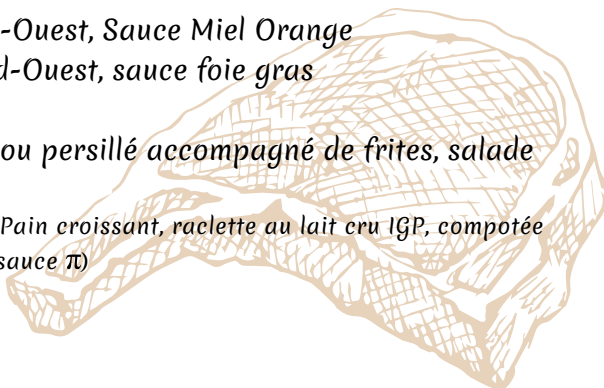 -Ouest, Sauce Miel Orange
d-Ouest, sauce foie gras
ou persillé accompagné de frites, salade
Pain croissant, raclette au lait cru IGP, compotée
sauce π)